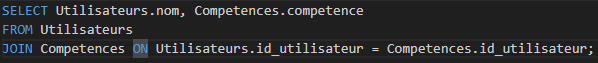 SELECT Utilisateurs.nom, Competences.competence
FROM Utilisateurs
JOIN Competences ON Utilisateurs.id_utilisateur = Competences.id_utilisateur;